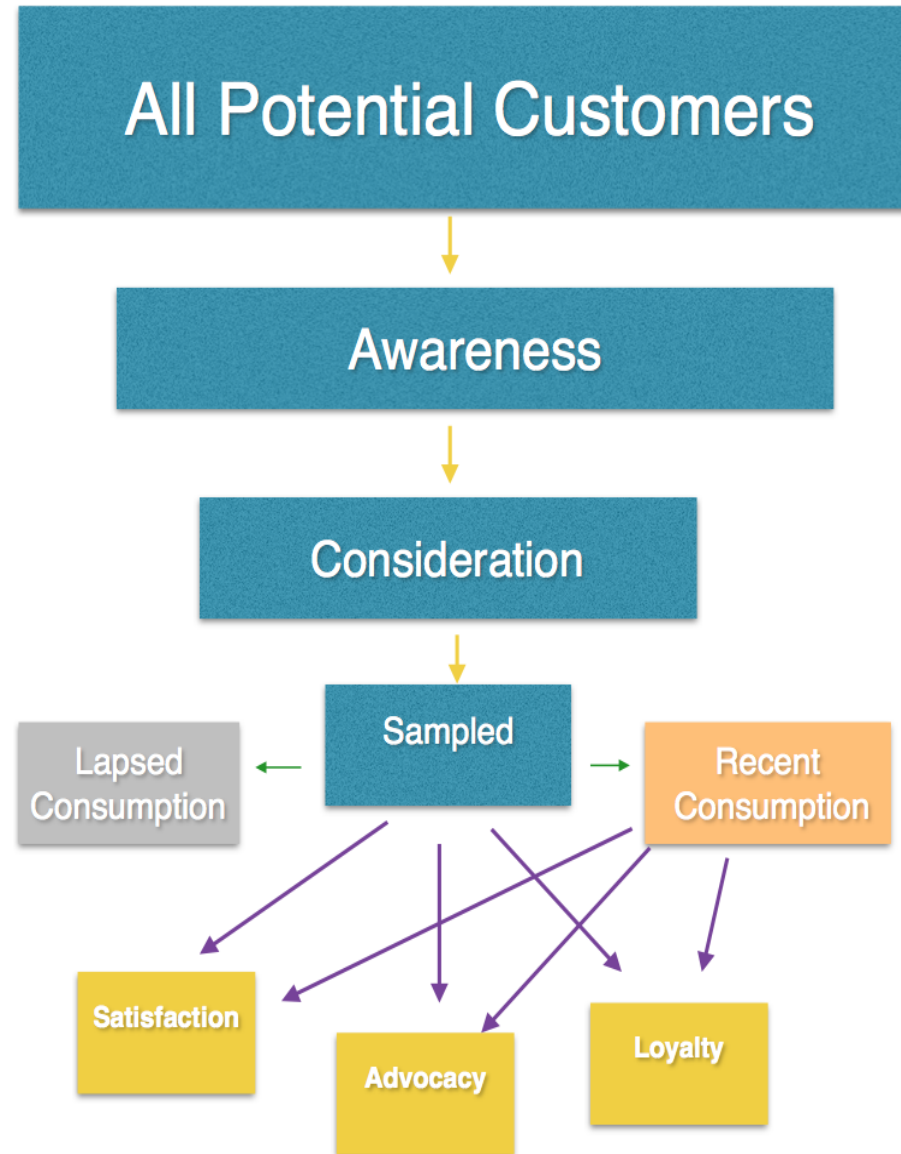 All Potential Customers
Awareness
Consideration
Sampled
Lapsed
Consumption
Recent
Consumption
Satisfaction
Advocacy
Loyalty